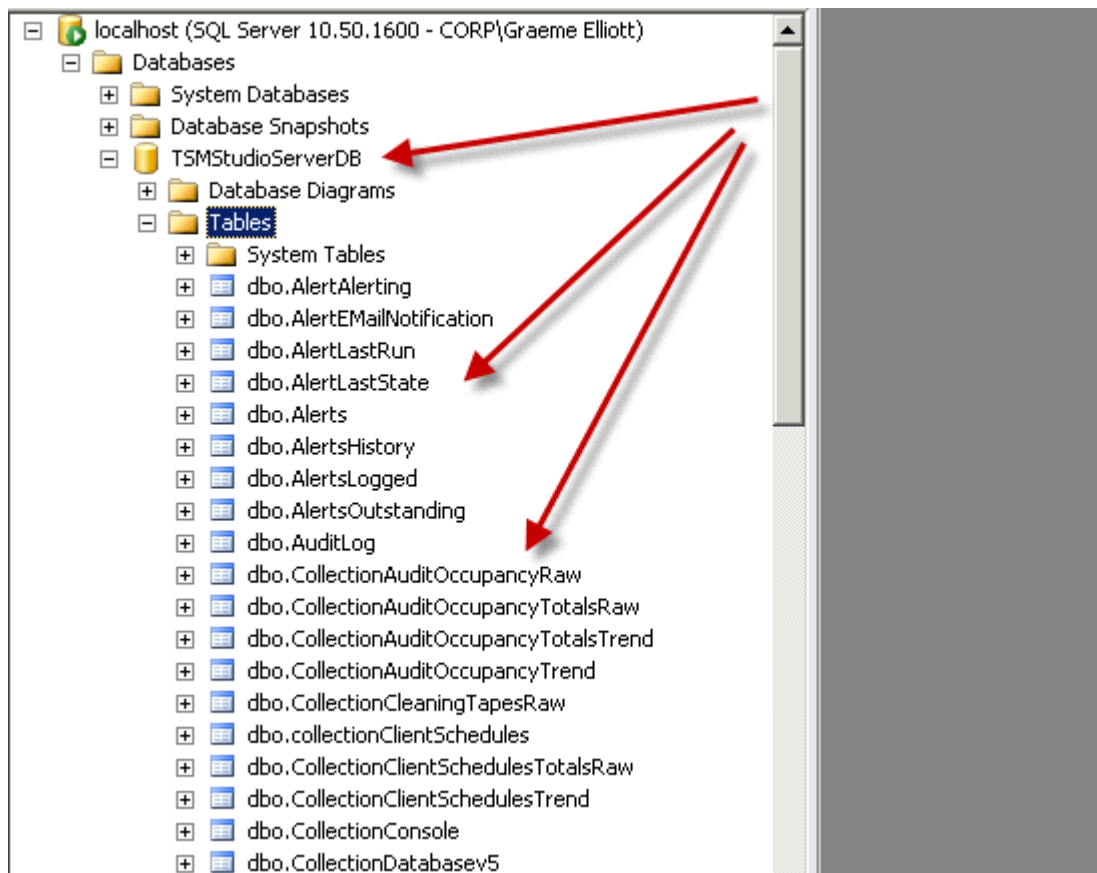 localhost (SQL Server 10.50.1600 - CORP\Graeme Elliott)
Databases
System Databases
Database Snapshots
TSMStudioServerDB
Database Diagrams
Tables
System Tables
dbo.AlertAlerting
dbo.AlertEMailNotification
dbo.AlertLastRun
dbo.AlertLastState
dbo.Alerts
dbo.AlertsHistory
dbo.AlertsLogged
dbo.AlertsOutstanding
dbo.AuditLog
dbo.CollectionAuditOccupancyRaw
dbo.CollectionAuditOccupancyTotalsRaw
dbo.CollectionAuditOccupancyTotalsTrend
dbo.CollectionAuditOccupancyTrend
dbo.CollectionCleaningTapesRaw
dbo.collectionClientSchedules
dbo.CollectionClientSchedulesTotalsRaw
dbo.CollectionClientSchedulesTrend
dbo.CollectionConsole
dbo.CollectionDatabasev5